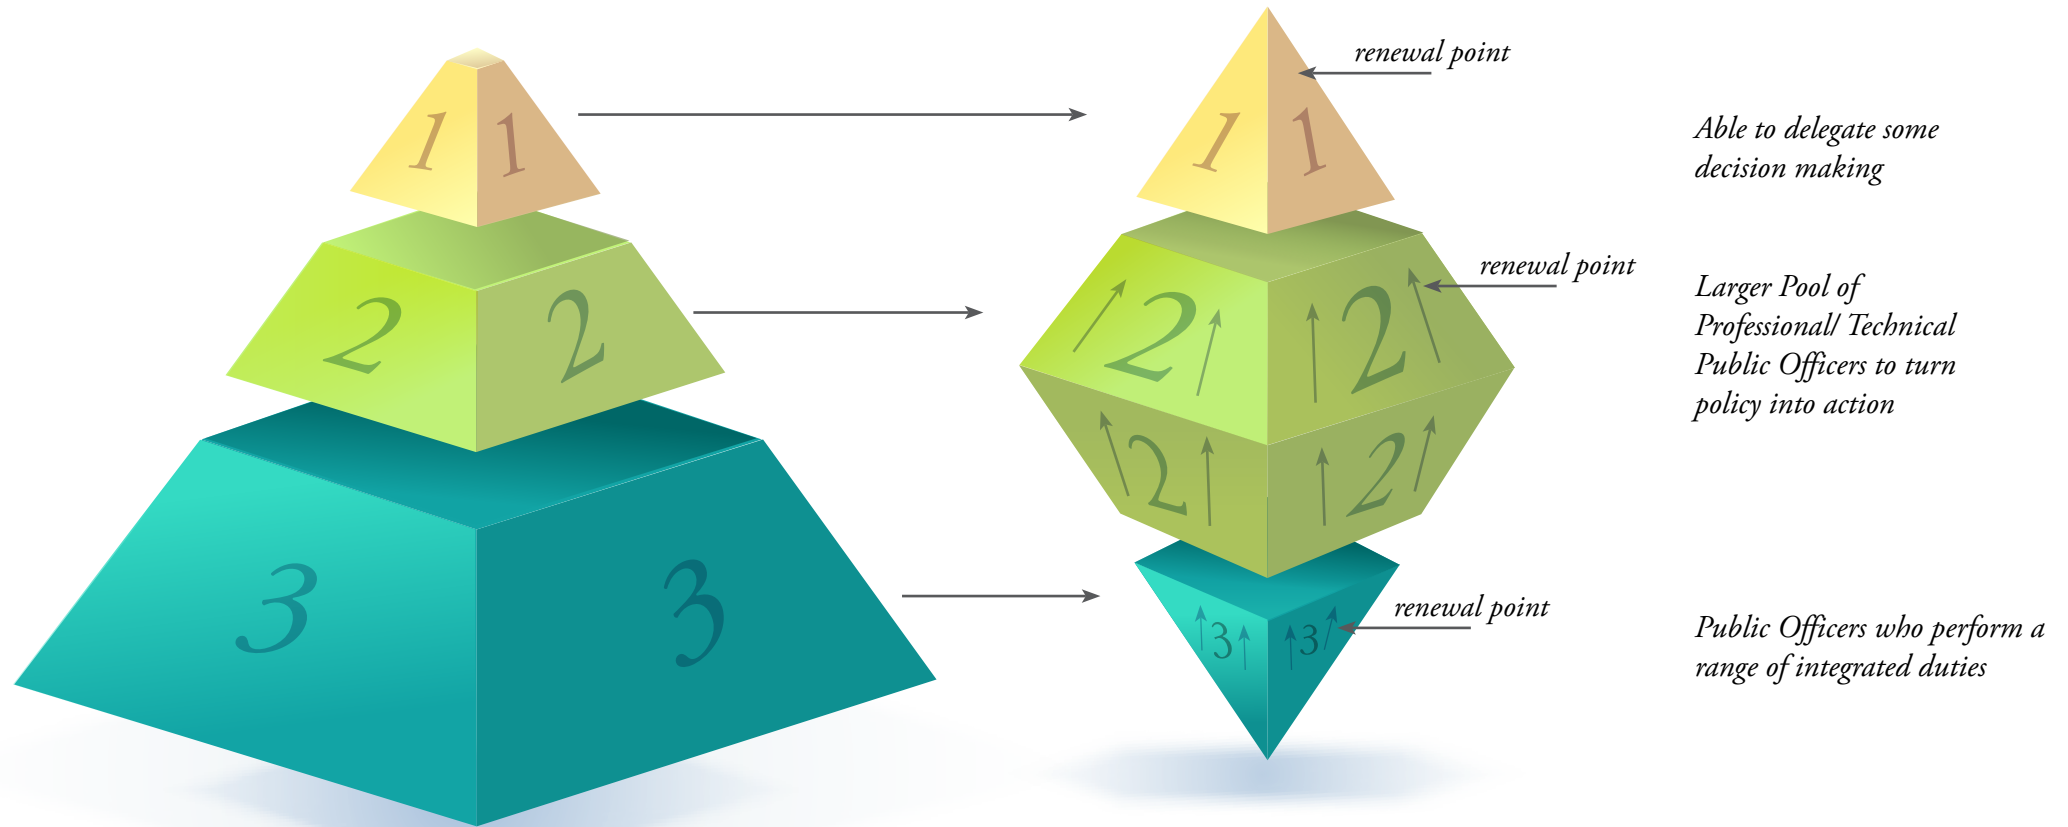 renewal point
1 1
1 1
Able to delegate some
decision making
renewal point
2 2
2 2
Larger Pool of
Professional/ Technical
Public Officers to turn
policy into action
2 2
3 3
renewal point
3 3
Public Officers who perform a
range of integrated duties